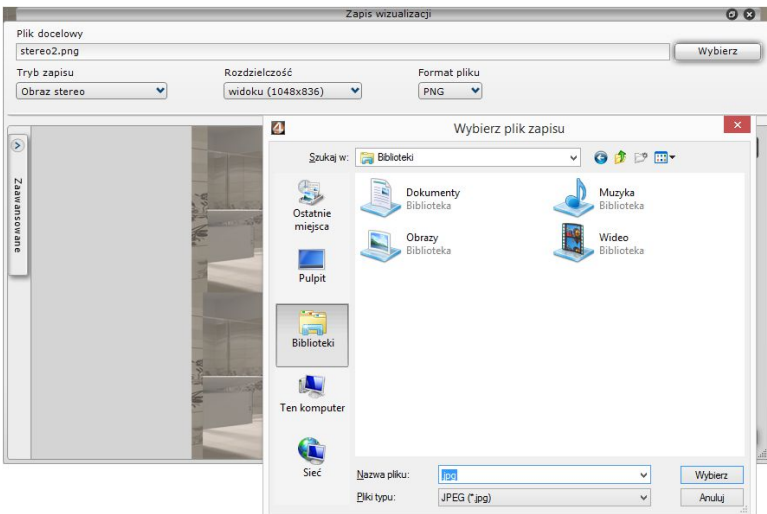 Zapis wizualizacji
Plik docelowy
stereo2.png
Wybierz
Tryb zapisu
Rozdzielczość
Format pliku
Obraz stereo
widoku (1048x836)
PNG
Zaawansowane
4
Wybierz plik zapisu
Szukaj w:
Biblioteki
Ostatnie
miejsca
Pulpit
Biblioteki
Ten komputer
Sieć
Dokumenty
Biblioteka
Muzyka
Biblioteka
Obrazy
Biblioteka
Wideo
Biblioteka
Nazwa pliku:
.jpg
Wybierz
Pliki typu:
JPEG (*.jpg)
Anuluj